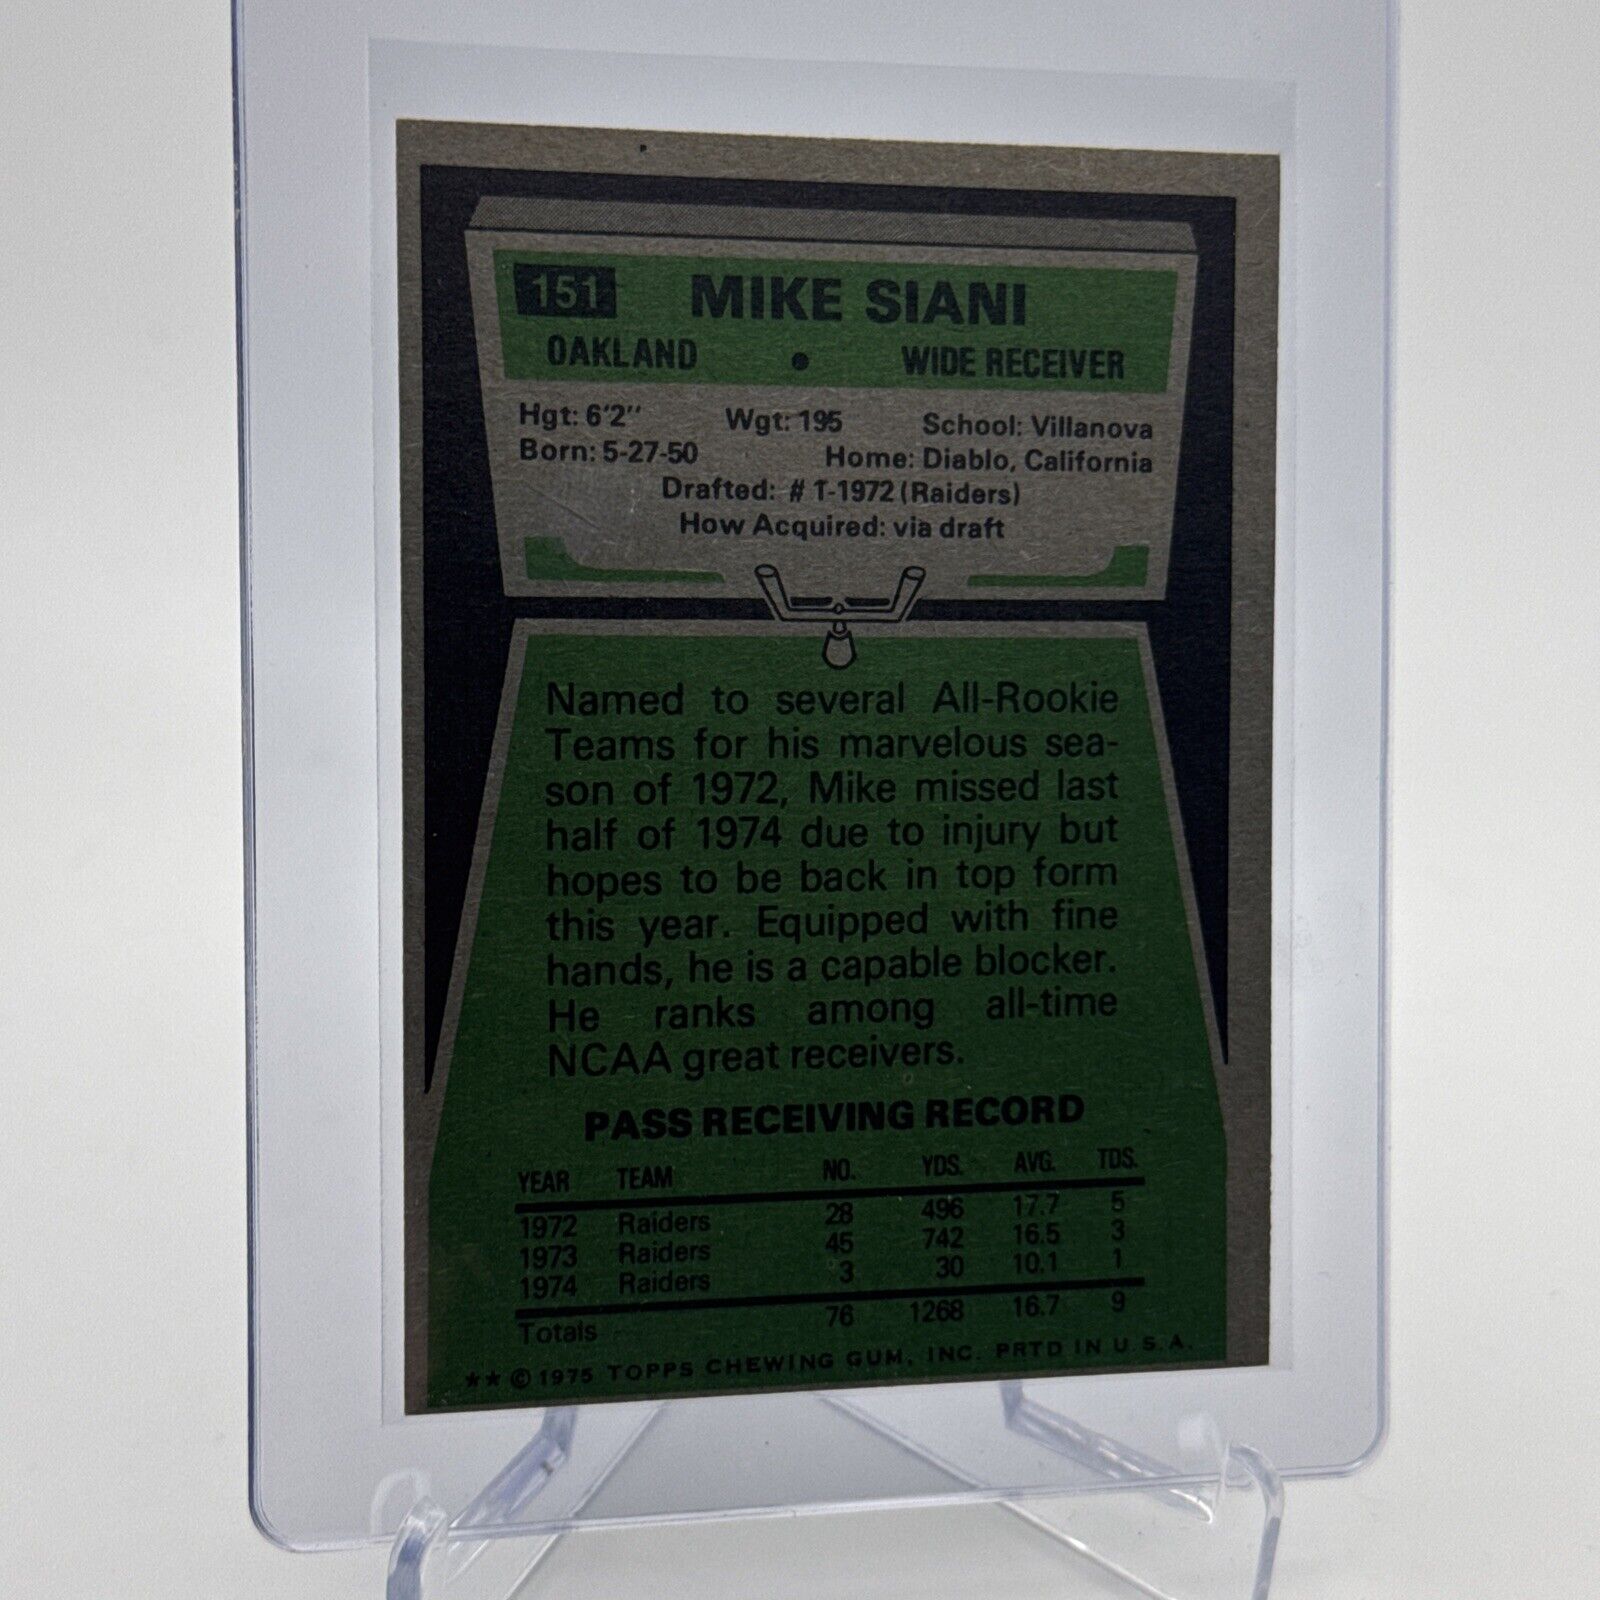 151 MIKE SIANI
OAKLAND • WIDE RECEIVER
Hgt: 6'2'' Wgt: 195 School: Villanova
Born: 5-27-50 Home: Diablo, California
Drafted: # 1-1972 (Raiders)
How Acquired: via draft
Named to several All-Rookie
Teams for his marvelous sea-
son of 1972, Mike missed last
half of 1974 due to injury but
hopes to be back in top form
this year. Equipped with fine
hands, he is a capable blocker.
He ranks among all-time
NCAA great receivers.
PASS RECEIVING RECORD
YEAR TEAM NO. YDS. AVG. TDS.
1972 Raiders 28 496 17.7 5
1973 Raiders 45 742 16.5 3
1974 Raiders 3 30 10.1 1
Totals 76 1268 16.7 9
★★ © 1975 TOPPS CHEWING GUM, INC. PRTD IN U.S.A.